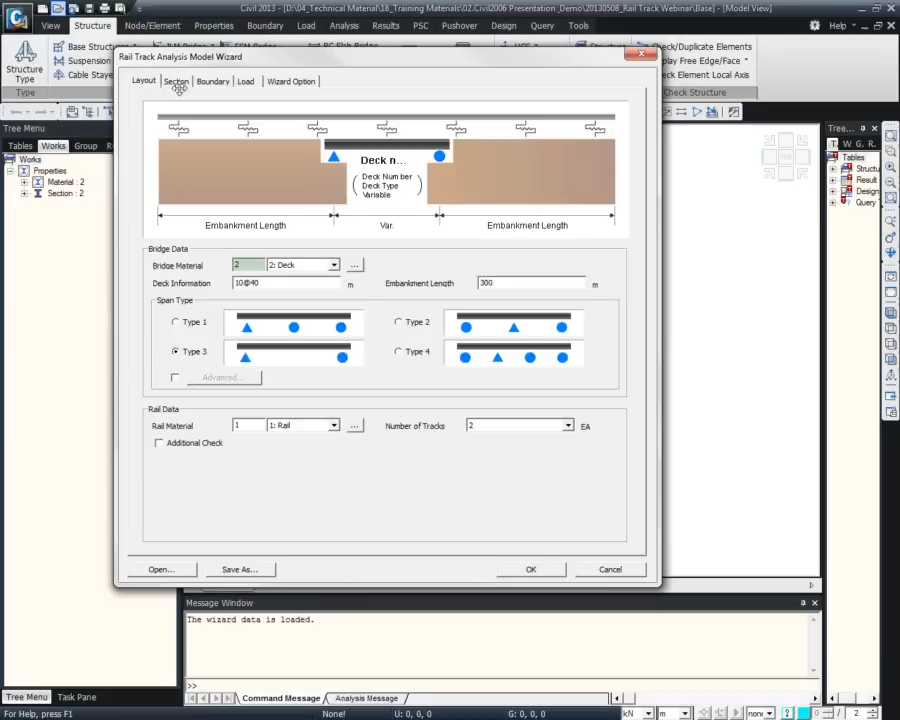 Civil 2013 - [D:\04_Technical Material\18_Training Materials\02.Civil2006 Presentation_Demo\20130508_Rail Track Webinar\Base] - [Model View]
View Structure Node/Element Properties Boundary Load Analysis Results PSC Pushover Design Query Tools Help
Structure Type
Base Struct
Suspension
Cable Staye
Check/Duplicate Elements
play Free Edge/Face
eck Element Local Axis
Type
Check Structure
Rail Track Analysis Model Wizard
Layout Section Boundary Load Wizard Option
Tree Menu
Tables Works Group
Works
Properties
Material : 2
Section : 2
Deck n...
Deck Number
Deck Type
Variable
Embankment Length Var. Embankment Length
Bridge Data
Bridge Material 2 2: Deck ...
Deck Information 10@40 m Embankment Length 300 m
Span Type
Type 1 Type 2
Type 3 Type 4
Advanced...
Rail Data
Rail Material 1 1: Rail ... Number of Tracks 2 EA
Additional Check
Open... Save As... OK Cancel
TOP
Tree...
T. W G. R.
Tables
Structu
Result
Design
Query
Message Window
The wizard data is loaded.
>>
Command Message Analysis Message
Tree Menu Task Pane
For Help, press F1 None! U: 0, 0, 0 G: 0, 0, 0 kN m non 2